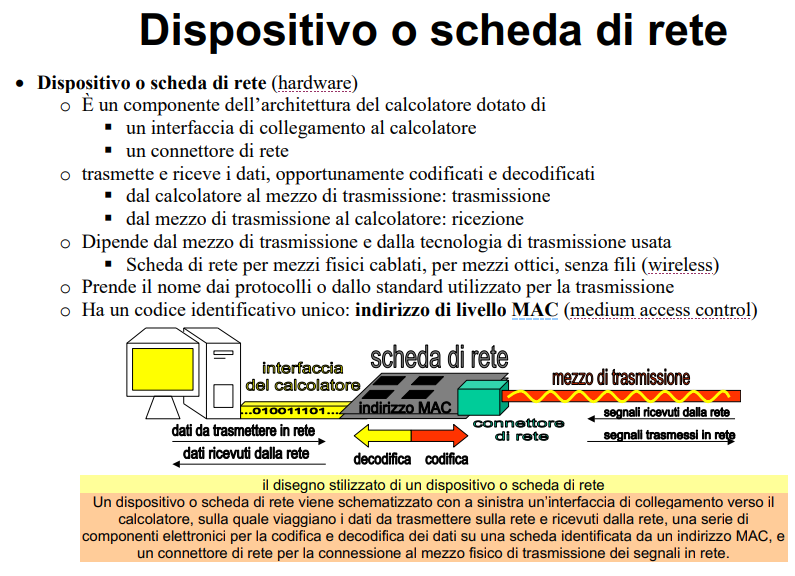 Dispositivo o scheda di rete
• Dispositivo o scheda di rete (hardware)
o È un componente dell'architettura del calcolatore dotato di
▪ un interfaccia di collegamento al calcolatore
▪ un connettore di rete
o trasmette e riceve i dati, opportunamente codificati e decodificati
▪ dal calcolatore al mezzo di trasmissione: trasmissione
▪ dal mezzo di trasmissione al calcolatore: ricezione
o Dipende dal mezzo di trasmissione e dalla tecnologia di trasmissione usata
▪ Scheda di rete per mezzi fisici cablati, per mezzi ottici, senza fili (wireless)
o Prende il nome dai protocolli o dallo standard utilizzato per la trasmissione
o Ha un codice identificativo unico: indirizzo di livello MAC (medium access control)
interfaccia
del calcolatore
scheda di rete
mezzo di trasmissione
...010011101...
indirizzo MAC
connettore
di rete
segnali ricevuti dalla rete
segnali trasmessi in rete
dati da trasmettere in rete
dati ricevuti dalla rete
decodifica codifica
il disegno stilizzato di un dispositivo o scheda di rete
Un dispositivo o scheda di rete viene schematizzato con a sinistra un'interfaccia di collegamento verso il
calcolatore, sulla quale viaggiano i dati da trasmettere sulla rete e ricevuti dalla rete, una serie di
componenti elettronici per la codifica e decodifica dei dati su una scheda identificata da un indirizzo MAC, e
un connettore di rete per la connessione al mezzo fisico di trasmissione dei segnali in rete.